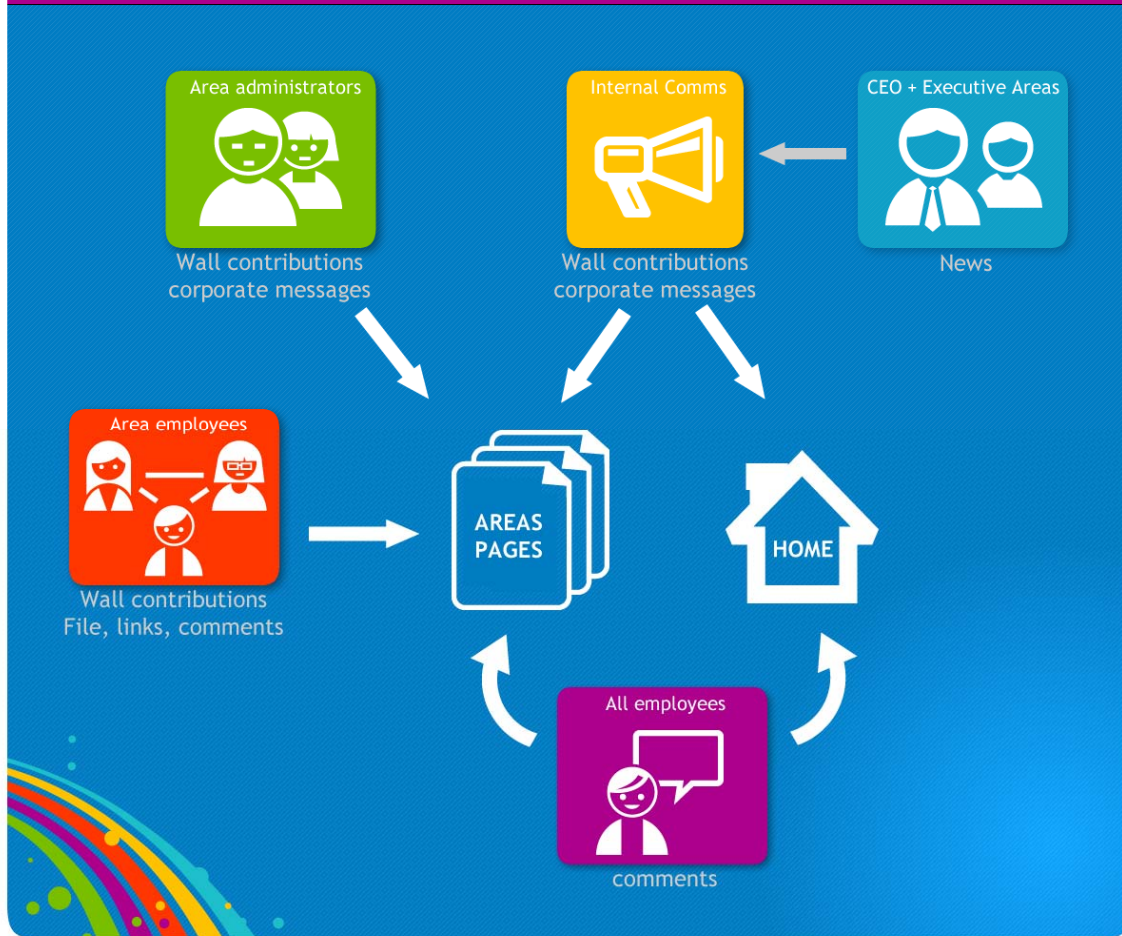 Area administrators
Wall contributions
corporate messages
Internal Comms
Wall contributions
corporate messages
CEO + Executive Areas
News
Area employees
Wall contributions
File, links, comments
AREAS
PAGES
HOME
All employees
comments